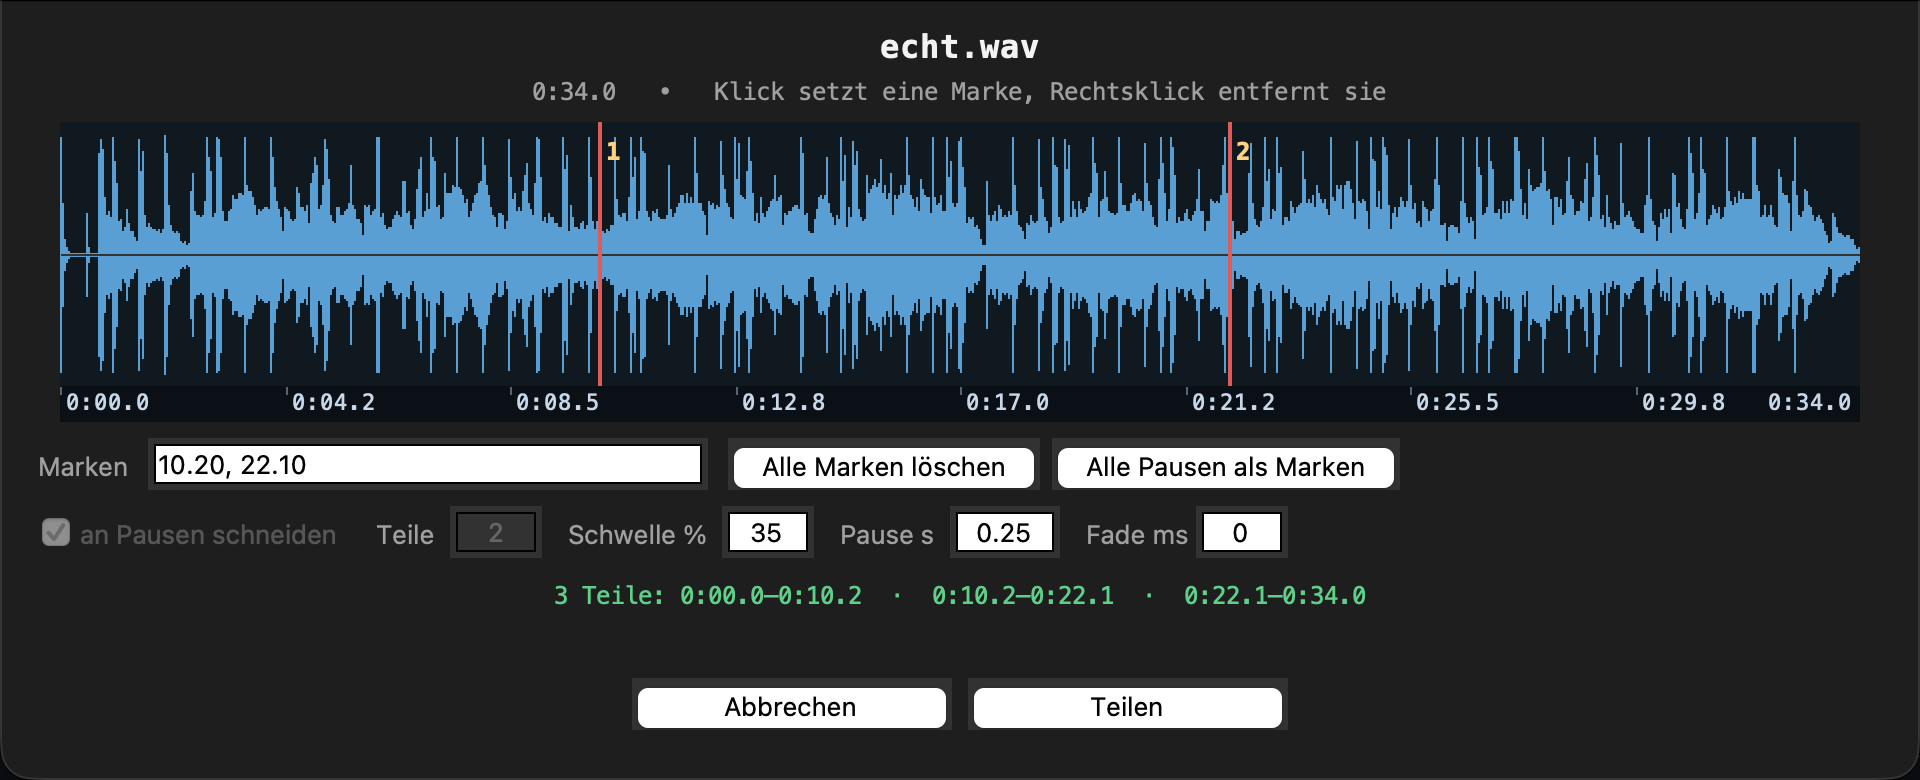 echt.wav
0:34.0 • Klick setzt eine Marke, Rechtsklick entfernt sie
1 2
0:00.0 0:04.2 0:08.5 0:12.8 0:17.0 0:21.2 0:25.5 0:29.8 0:34.0
Marken 10.20, 22.10 Alle Marken löschen Alle Pausen als Marken
an Pausen schneiden Teile 2 Schwelle % 35 Pause s 0.25 Fade ms 0
3 Teile: 0:00.0–0:10.2 · 0:10.2–0:22.1 · 0:22.1–0:34.0
Abbrechen Teilen